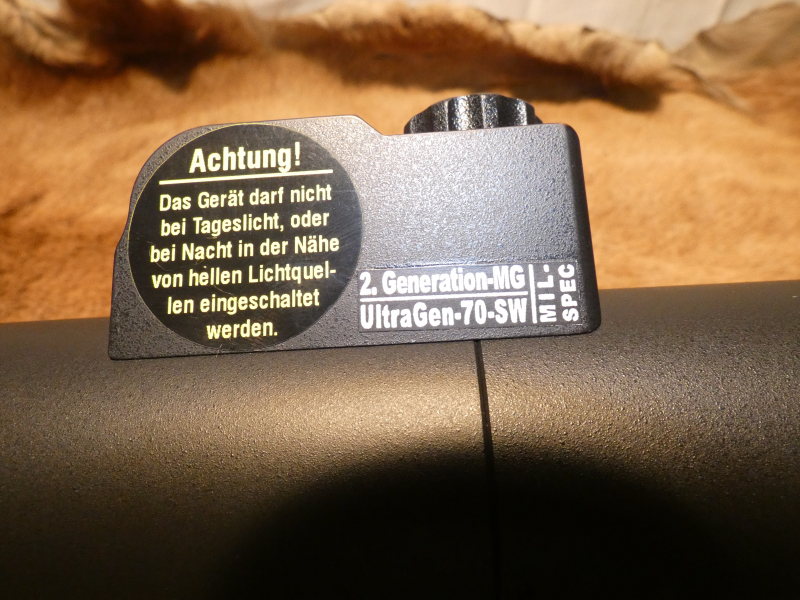 Achtung!
Das Gerät darf nicht
bei Tageslicht, oder
bei Nacht in der Nähe
von hellen Lichtquel-
len eingeschaltet
werden.
2. Generation-MG
UltraGen-70-SW
MIL-
SPEC